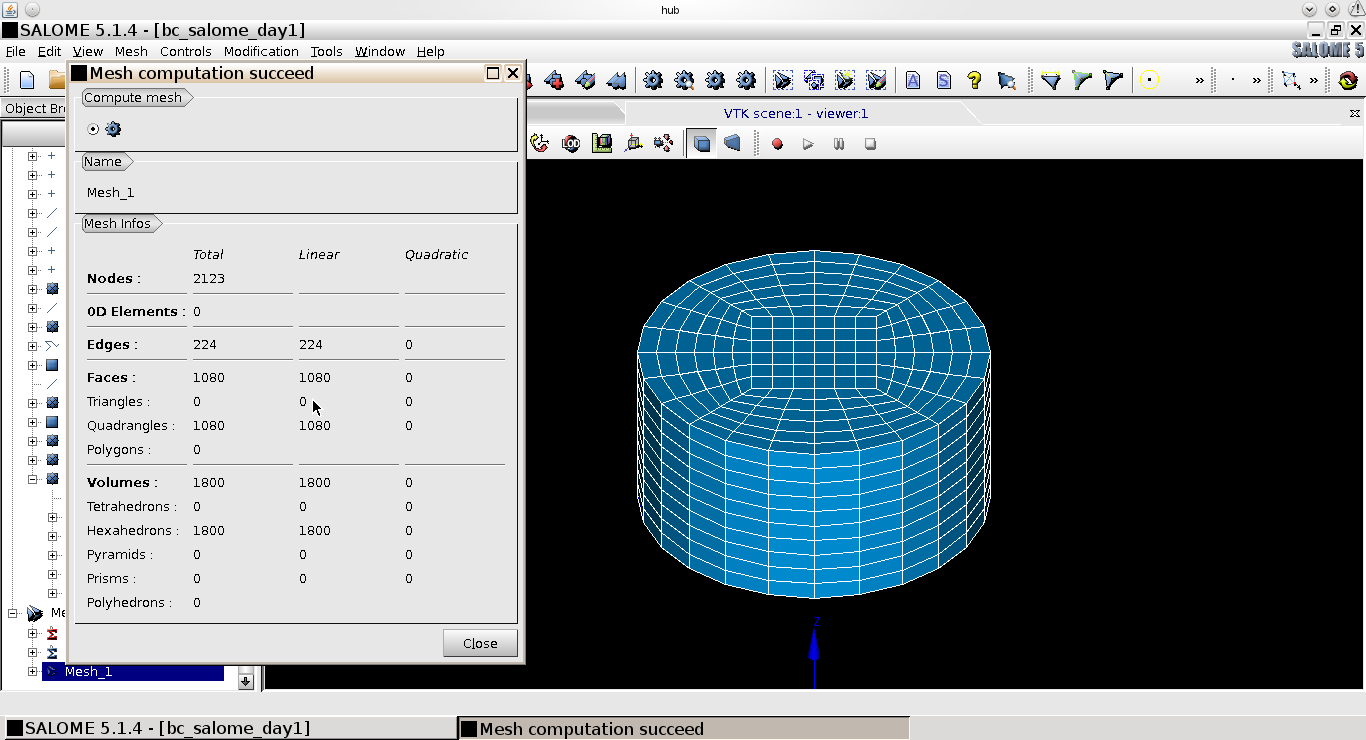 hub
SALOME 5.1.4 - [bc_salome_day1]
File Edit View Mesh Controls Modification Tools Window Help
SALOME 5
Mesh computation succeed
Object Br
VTK scene:1 - viewer:1
Compute mesh
Name
Mesh_1
Mesh Infos
Total Linear Quadratic
Nodes : 2123
0D Elements : 0
Edges : 224 224 0
Faces : 1080 1080 0
Triangles : 0 0 0
Quadrangles : 1080 1080 0
Polygons : 0
Volumes : 1800 1800 0
Tetrahedrons : 0 0 0
Hexahedrons : 1800 1800 0
Pyramids : 0 0 0
Prisms : 0 0 0
Polyhedrons : 0
Close
Me
Mesh_1
Z
SALOME 5.1.4 - [bc_salome_day1] Mesh computation succeed